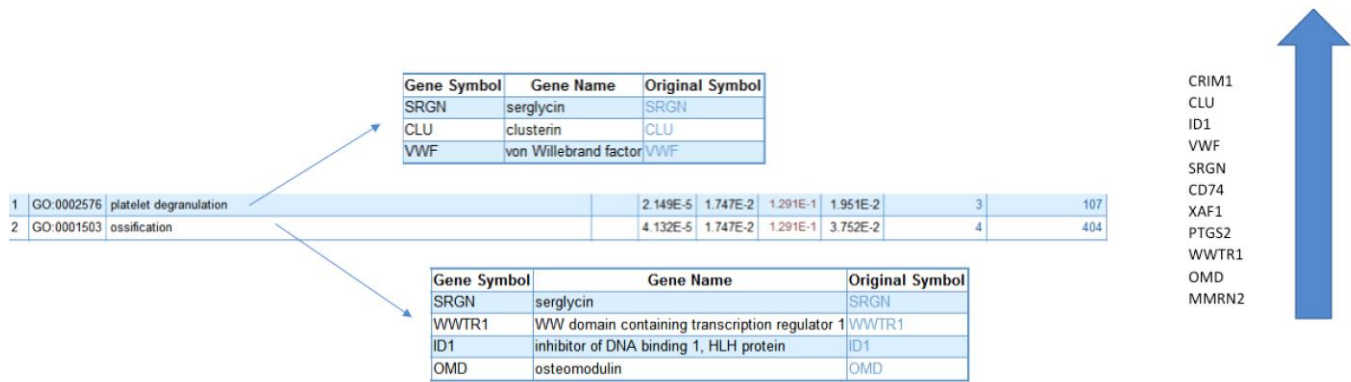 Gene Symbol Gene Name Original Symbol
SRGN serglycin SRGN
CLU clusterin CLU
VWF von Willebrand factor VWF
1 GO:0002576 platelet degranulation 2.149E-5 1.747E-2 1.291E-1 1.951E-2 3 107
2 GO:0001503 ossification 4.132E-5 1.747E-2 1.291E-1 3.752E-2 4 404
Gene Symbol Gene Name Original Symbol
SRGN serglycin SRGN
WWTR1 WW domain containing transcription regulator 1 WWTR1
ID1 inhibitor of DNA binding 1, HLH protein ID1
OMD osteomodulin OMD
CRIM1
CLU
ID1
VWF
SRGN
CD74
XAF1
PTGS2
WWTR1
OMD
MMRN2